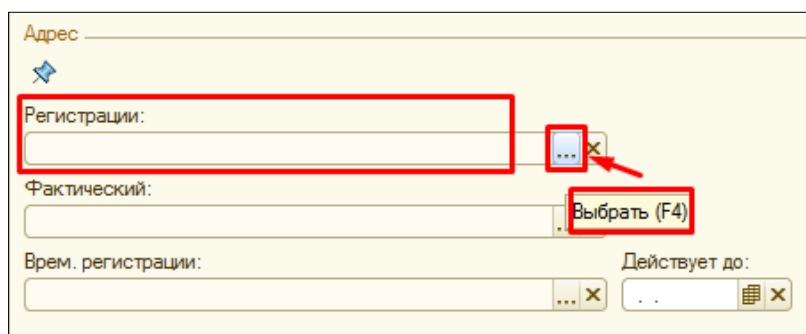 Адрес
Регистрации:
... ×
Фактический:
Выбрать (F4)
Врем. регистрации:
Действует до:
... ×
. . ×